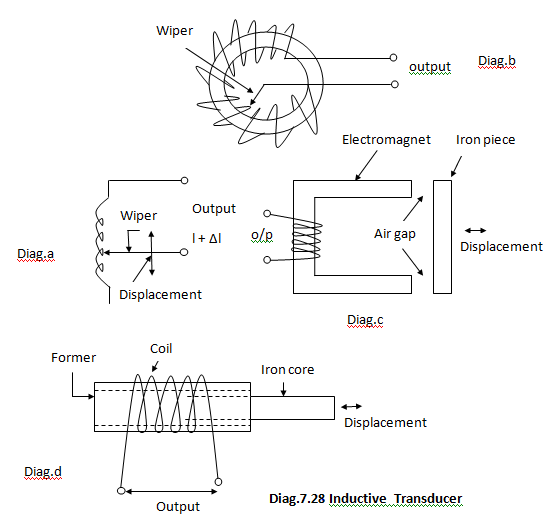 Wiper
output
Diag.b
Electromagnet
Iron piece
Wiper
Output
l + Δl
o/p
Air gap
Displacement
Diag.a
Displacement
Diag.c
Coil
Former
Iron core
Displacement
Diag.d
Output
Diag.7.28 Inductive Transducer